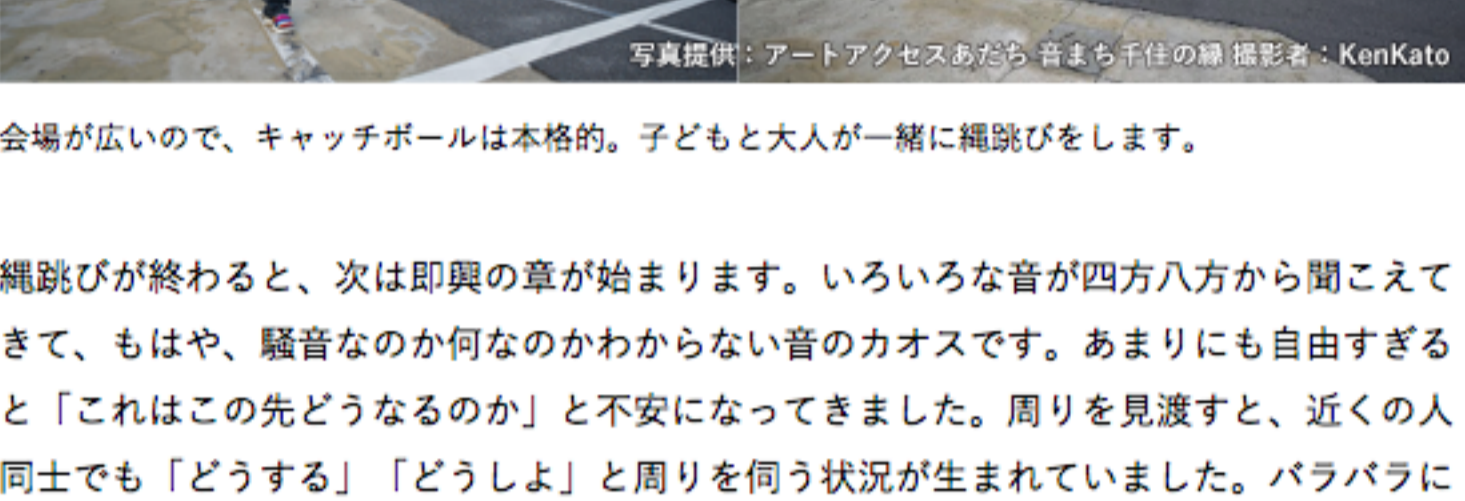 写真提供：アートアクセスあだち 音まち千住の縁 撮影者：KenKato
会場が広いので、キャッチボールは本格的。子どもと大人が一緒に縄跳びをします。
縄跳びが終わると、次は即興の章が始まります。いろいろな音が四方八方から聞こえて
きて、もはや、騒音なのか何なのかわからない音のカオスです。あまりにも自由すぎる
と「これはこの先どうなるのか」と不安になってきました。周りを見渡すと、近くの人
同士でも「どうする」「どうしよ」と周りを伺う状況が生まれていました。バラバラに